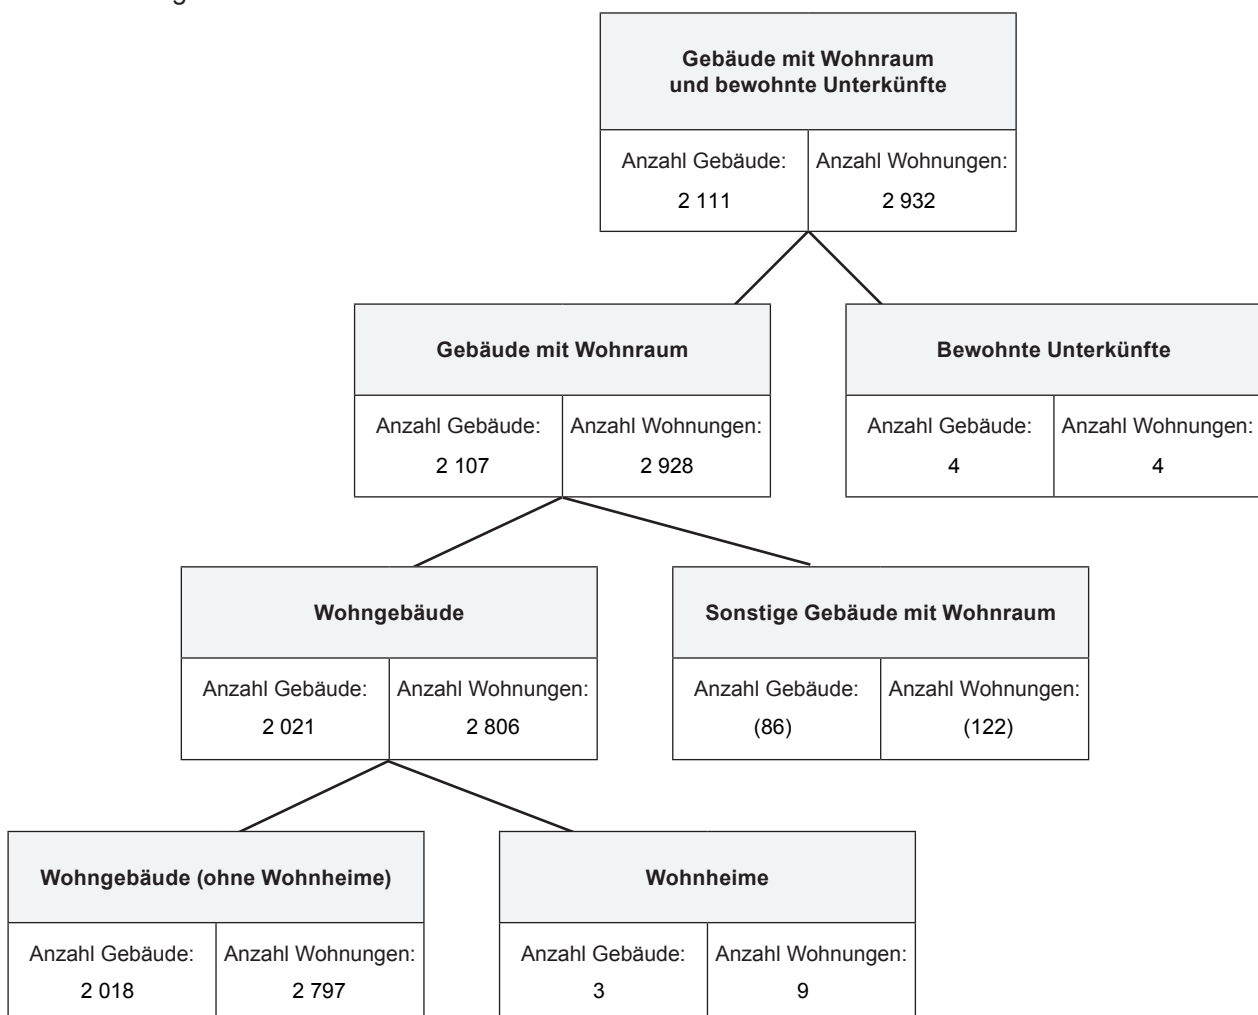 Gebäude mit Wohnraum
und bewohnte Unterkünfte
Anzahl Gebäude: Anzahl Wohnungen:
2 111 2 932
Gebäude mit Wohnraum Bewohnte Unterkünfte
Anzahl Gebäude: Anzahl Wohnungen: Anzahl Gebäude: Anzahl Wohnungen:
2 107 2 928 4 4
Wohngebäude Sonstige Gebäude mit Wohnraum
Anzahl Gebäude: Anzahl Wohnungen: Anzahl Gebäude: Anzahl Wohnungen:
2 021 2 806 (86) (122)
Wohngebäude (ohne Wohnheime) Wohnheime
Anzahl Gebäude: Anzahl Wohnungen: Anzahl Gebäude: Anzahl Wohnungen:
2 018 2 797 3 9